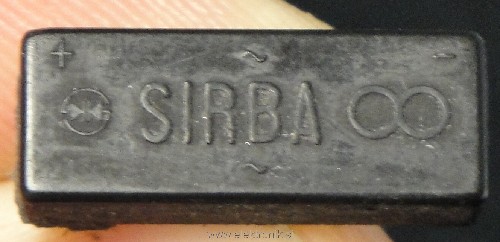 + ~ -
SIRBA
~